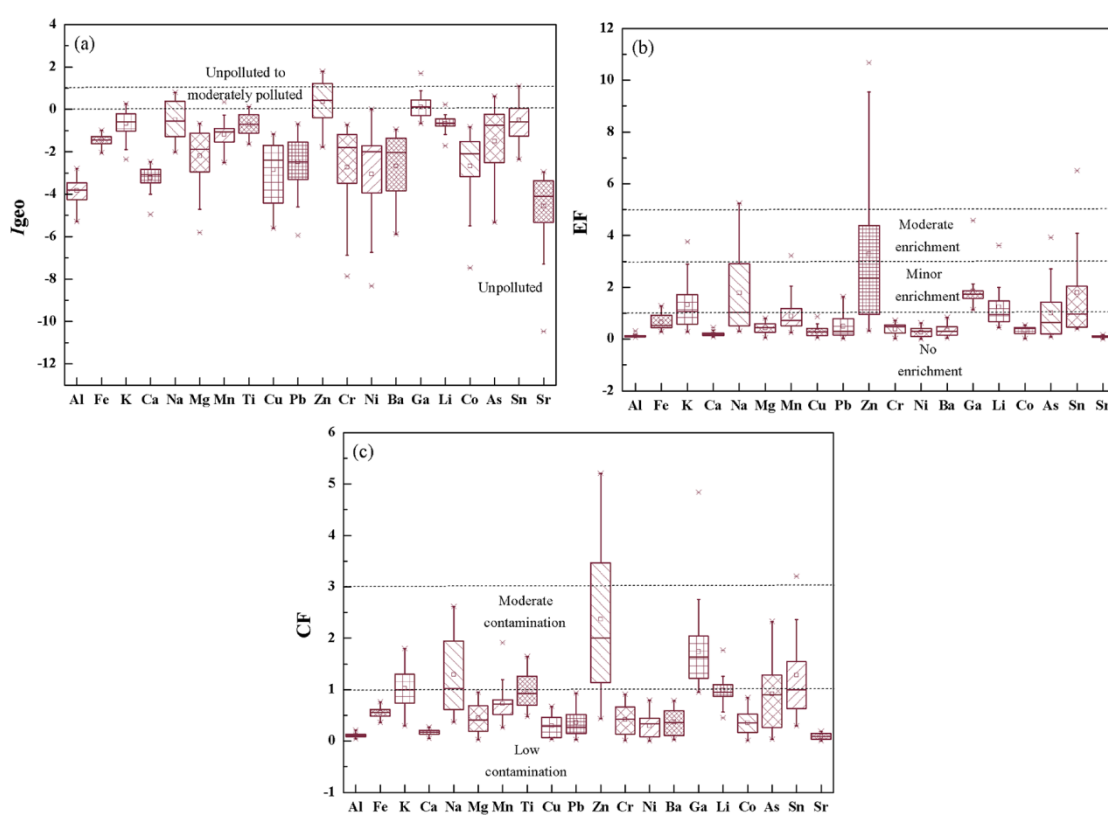 (a)
4
2
0
-2
-4
-6
-8
-10
-12
Igeo
Unpolluted to
moderately polluted
Unpolluted
Al Fe K Ca Na Mg Mn Ti Cu Pb Zn Cr Ni Ba Ga Li Co As Sn Sr
(b)
12
10
8
6
4
2
0
-2
EF
Moderate
enrichment
Minor
enrichment
No
enrichment
Al Fe K Ca Na Mg Mn Cu Pb Zn Cr Ni Ba Ga Li Co As Sn Sr
(c)
6
5
4
3
2
1
0
-1
CF
Moderate
contamination
Low
contamination
Al Fe K Ca Na Mg Mn Ti Cu Pb Zn Cr Ni Ba Ga Li Co As Sn Sr